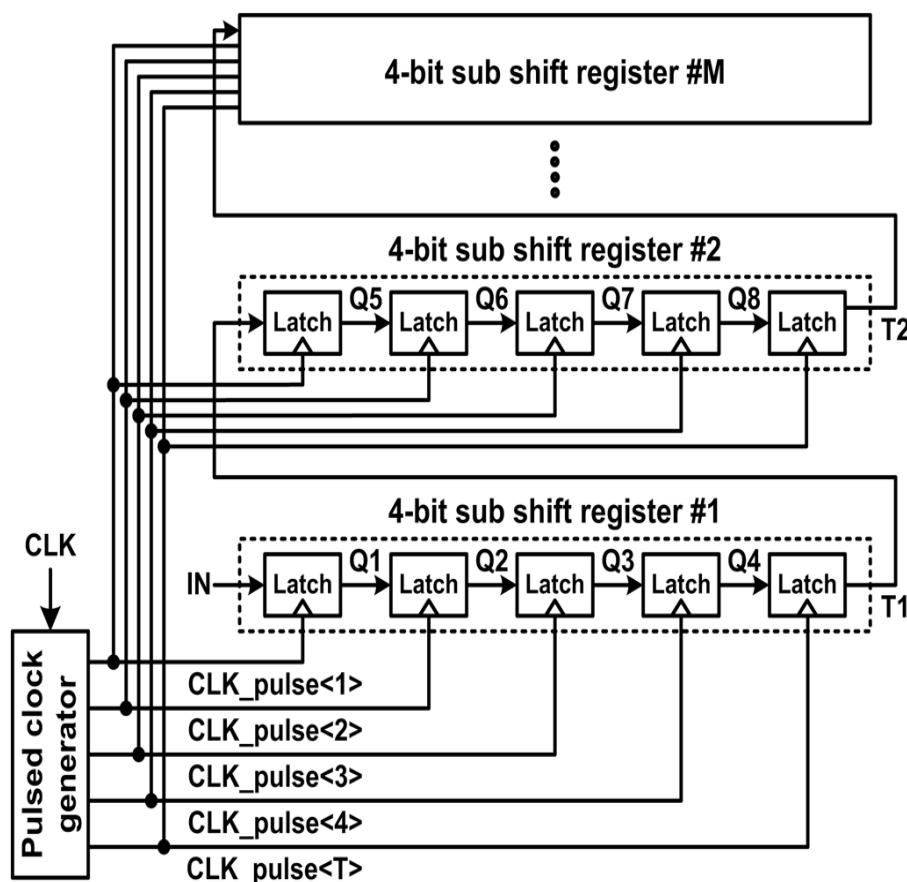 4-bit sub shift register #M
4-bit sub shift register #2
Latch Q5 Latch Q6 Latch Q7 Latch Q8 Latch
T2
4-bit sub shift register #1
CLK
IN Latch Q1 Latch Q2 Latch Q3 Latch Q4 Latch
T1
Pulsed clock
generator
CLK_pulse<1>
CLK_pulse<2>
CLK_pulse<3>
CLK_pulse<4>
CLK_pulse<T>